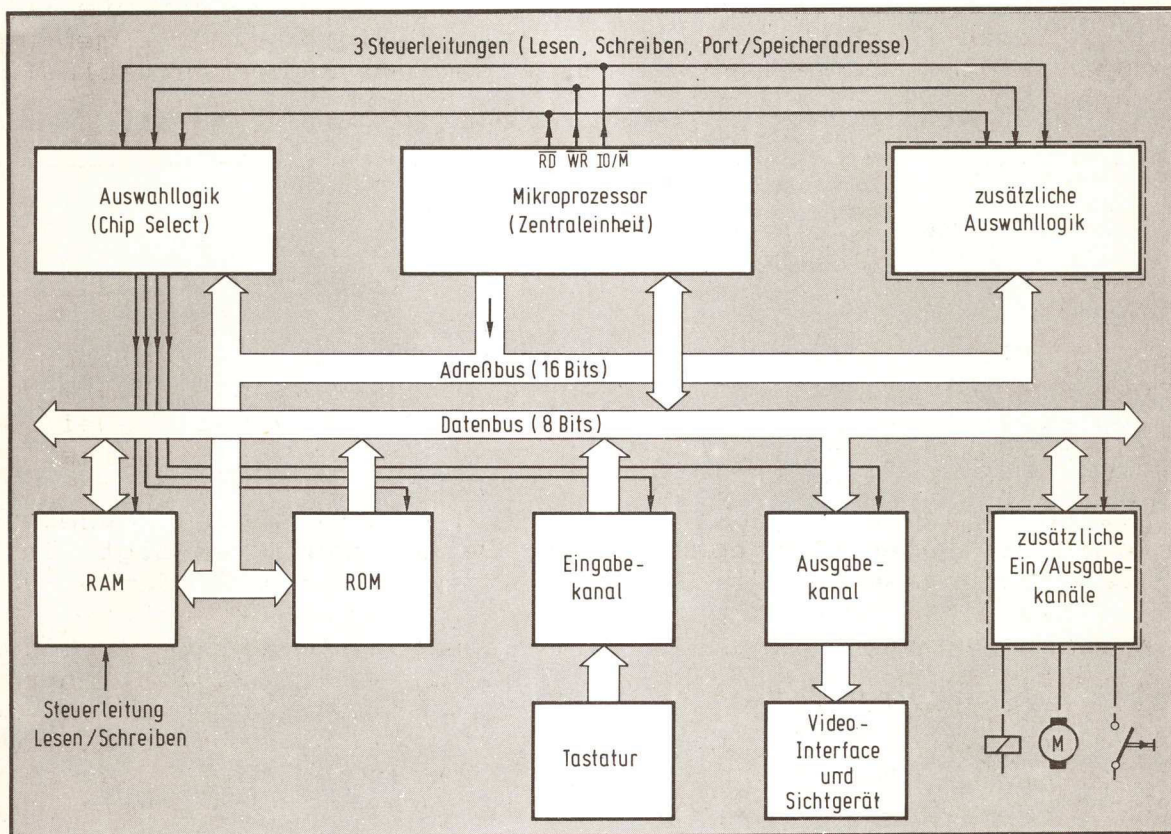 3 Steuerleitungen (Lesen, Schreiben, Port/Speicheradresse)
R̅D̅ W̅R̅ IO/M̅
Auswahllogik
(Chip Select)
Mikroprozessor
(Zentraleinheit)
zusätzliche
Auswahllogik
Adreßbus (16 Bits)
Datenbus (8 Bits)
RAM
ROM
Eingabe-
kanal
Ausgabe-
kanal
zusätzliche
Ein/Ausgabe-
kanäle
Steuerleitung
Lesen/Schreiben
Tastatur
Video-
Interface
und
Sichtgerät
M